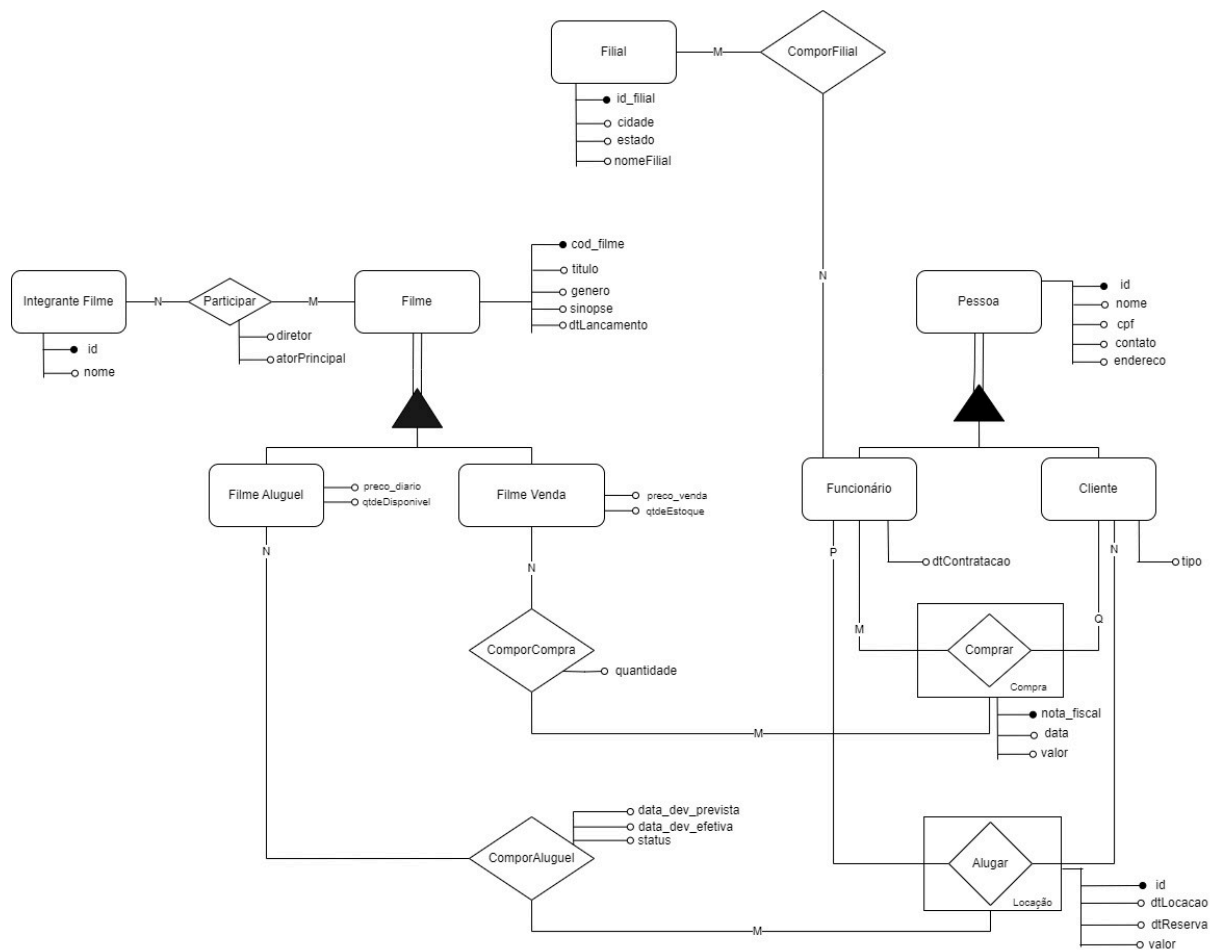 Filial
M
ComporFilial
id_filial
cidade
estado
nomeFilial
N
cod_filme
titulo
genero
sinopse
dtLancamento
Integrante Filme
N
Participar
M
Filme
diretor
atorPrincipal
id
nome
Pessoa
id
nome
cpf
contato
endereco
Filme Aluguel
preco_diario
qtdeDisponivel
Filme Venda
preco_venda
qtdeEstoque
Funcionário
Cliente
N
N
P
N
dtContratacao
tipo
M
Q
ComporCompra
quantidade
Comprar
Compra
nota_fiscal
data
valor
M
data_dev_prevista
data_dev_efetiva
status
ComporAluguel
Alugar
Locação
M
id
dtLocacao
dtReserva
valor